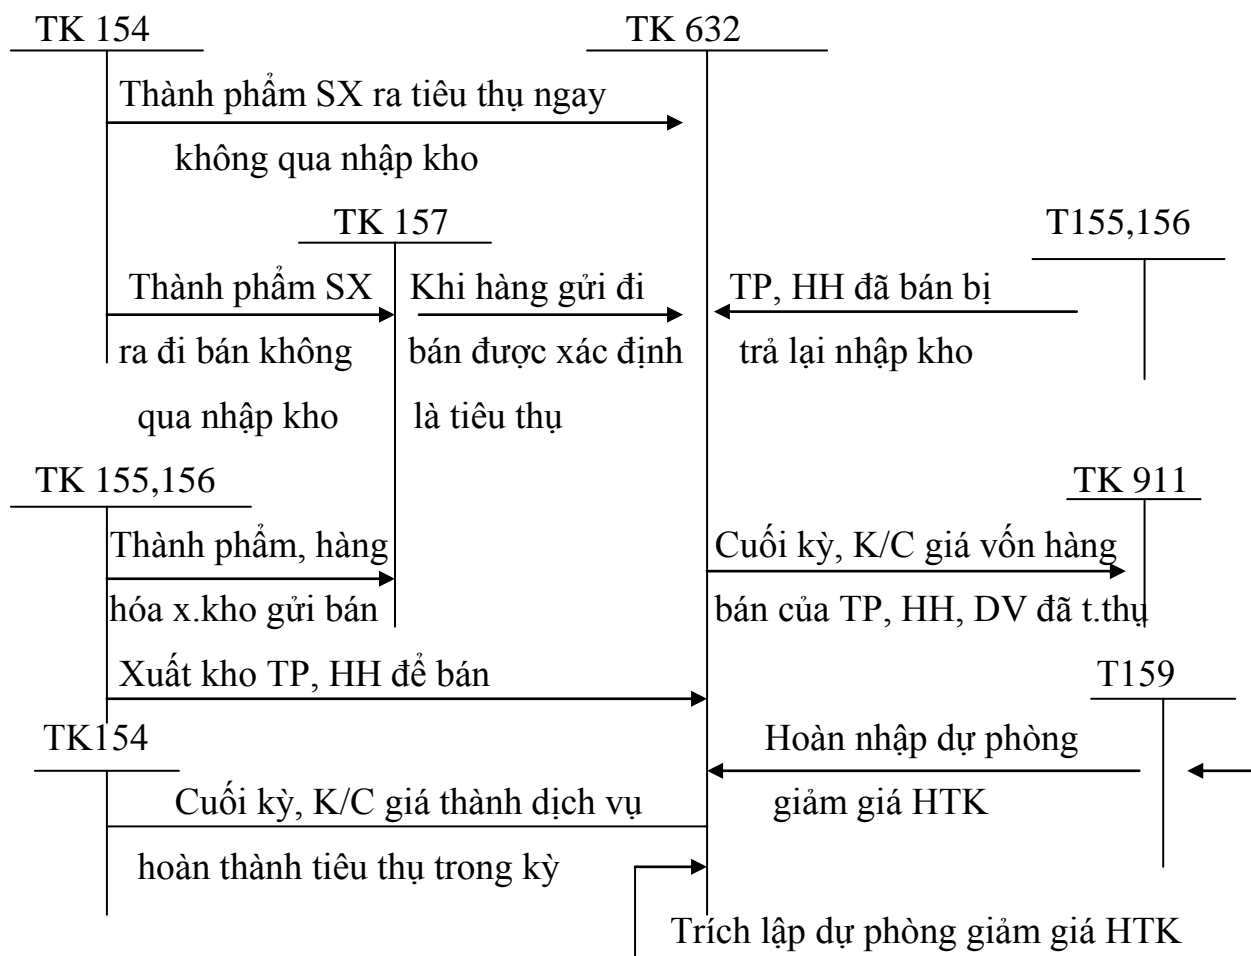 TK 154
TK 632
Thành phẩm SX ra tiêu thụ ngay
không qua nhập kho
TK 157
T155,156
Thành phẩm SX
Khi hàng gửi đi
TP, HH đã bán bị
ra đi bán không
bán được xác định
trả lại nhập kho
qua nhập kho
là tiêu thụ
TK 155,156
TK 911
Thành phẩm, hàng
Cuối kỳ, K/C giá vốn hàng
hóa x.kho gửi bán
bán của TP, HH, DV đã t.thụ
Xuất kho TP, HH để bán
T159
TK154
Hoàn nhập dự phòng
Cuối kỳ, K/C giá thành dịch vụ
giảm giá HTK
hoàn thành tiêu thụ trong kỳ
Trích lập dự phòng giảm giá HTK